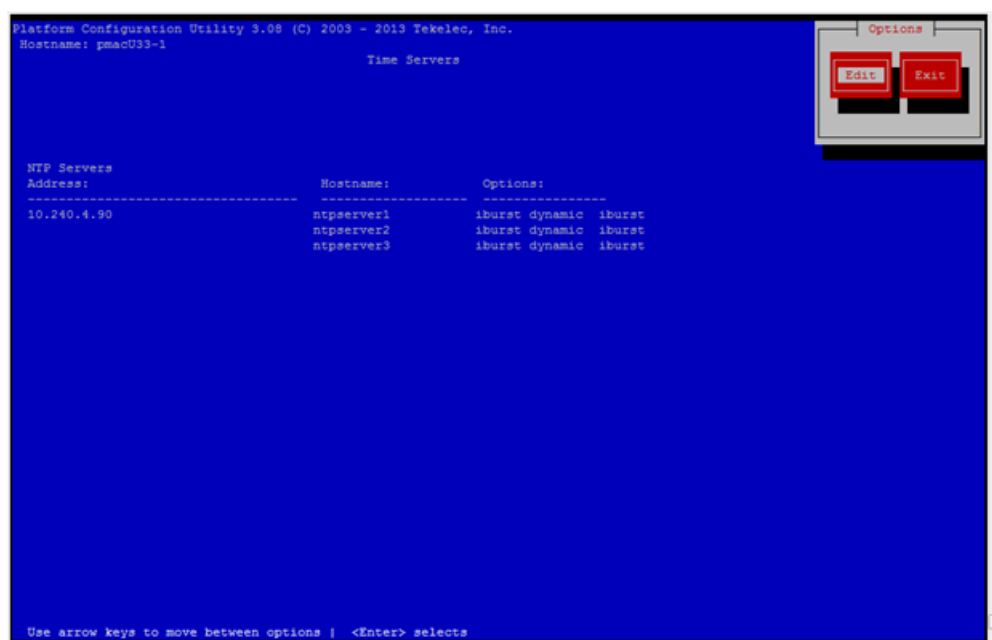 Platform Configuration Utility 3.08 (C) 2003 - 2013 Tekelec, Inc.
Hostname: pmacU33-1
Time Servers
Options
Edit Exit
NTP Servers
Address: Hostname: Options:
---------------------------------- ------------------- ----------------
10.240.4.90 ntpserver1 iburst dynamic iburst
ntpserver2 iburst dynamic iburst
ntpserver3 iburst dynamic iburst
Use arrow keys to move between options | <Enter> selects